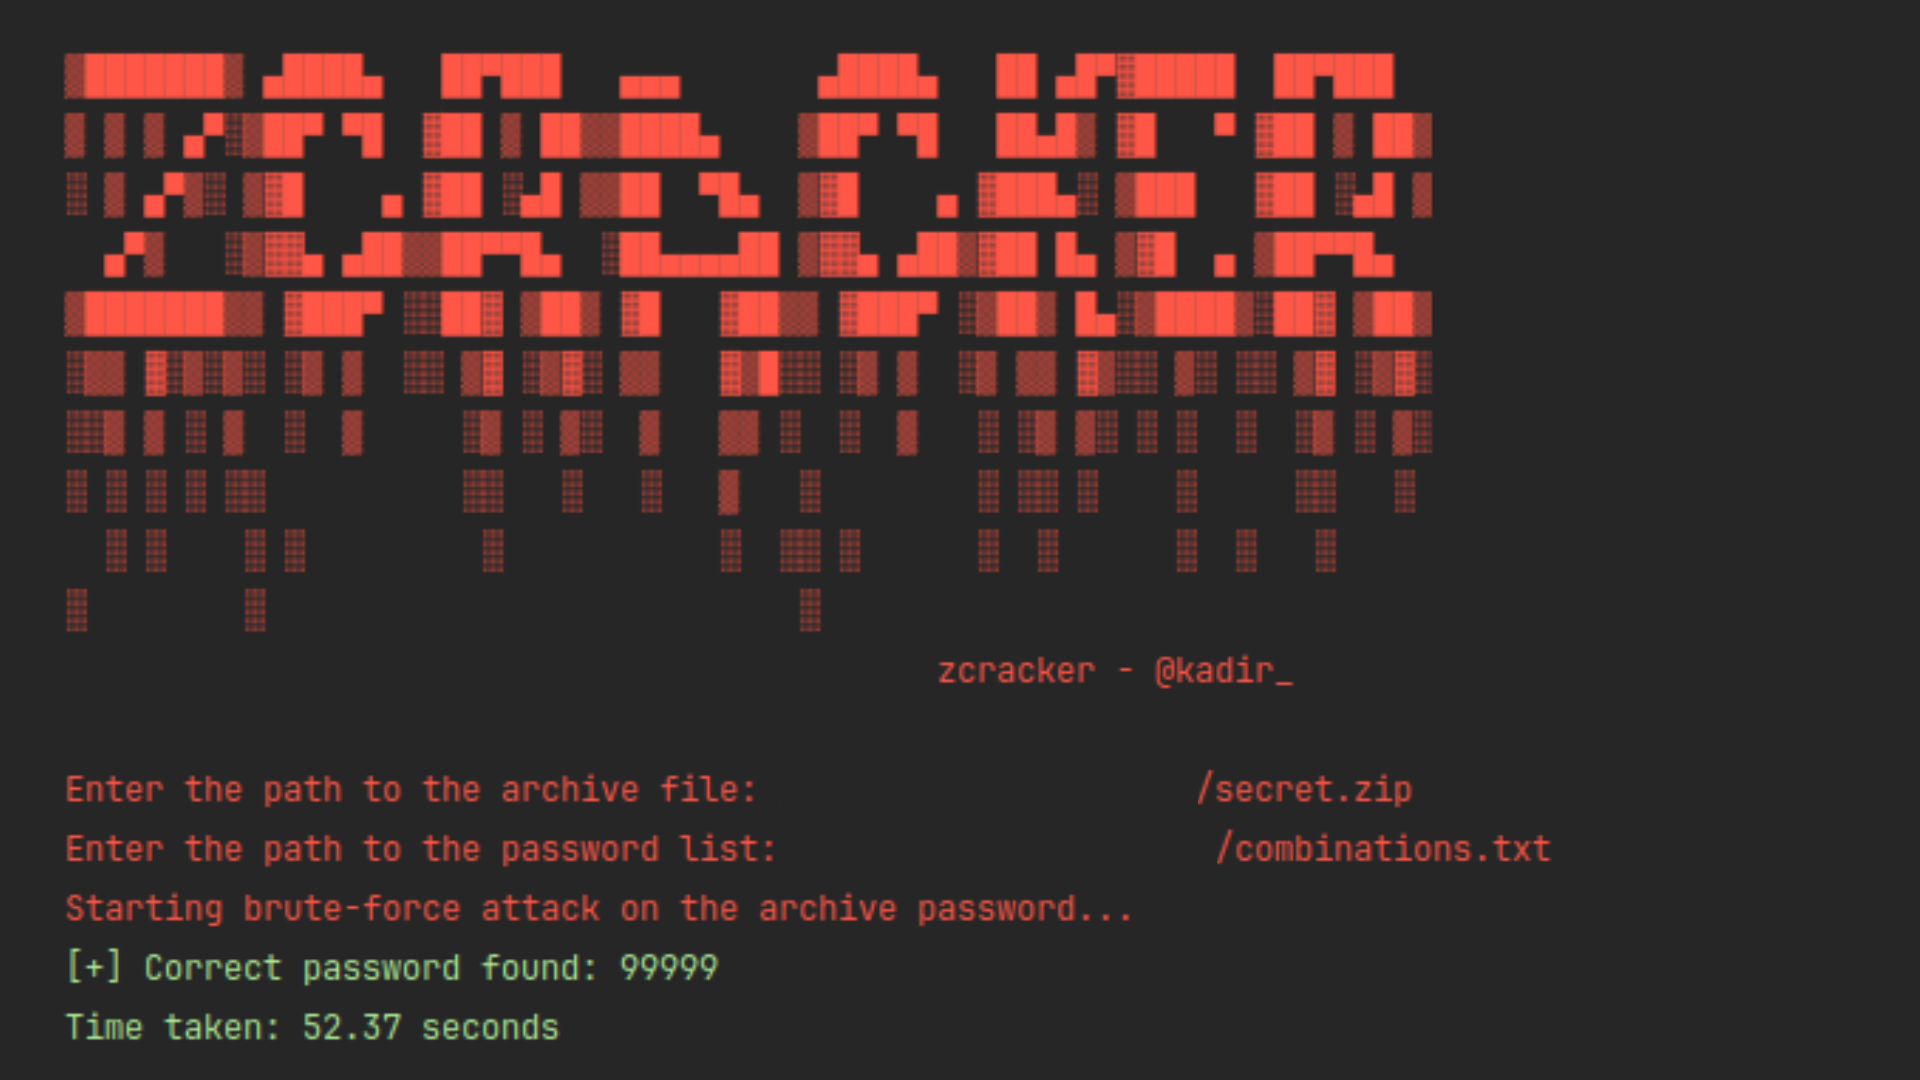 ZCRACKER
zcracker - @kadir_
Enter the path to the archive file: /secret.zip
Enter the path to the password list: /combinations.txt
Starting brute-force attack on the archive password...
[+] Correct password found: 99999
Time taken: 52.37 seconds